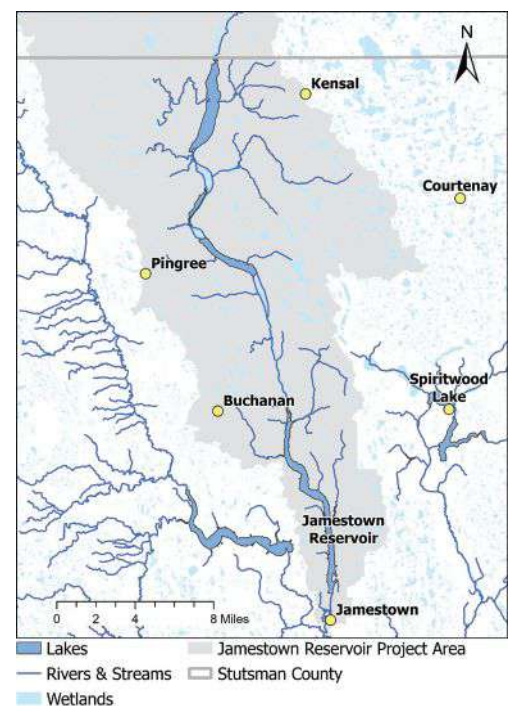 N
Kensal
Courtenay
Pingree
Spiritwood
Lake
Buchanan
Jamestown
Reservoir
0 2 4 8 Miles
Jamestown
Lakes
Jamestown Reservoir Project Area
Rivers & Streams
Stutsman County
Wetlands